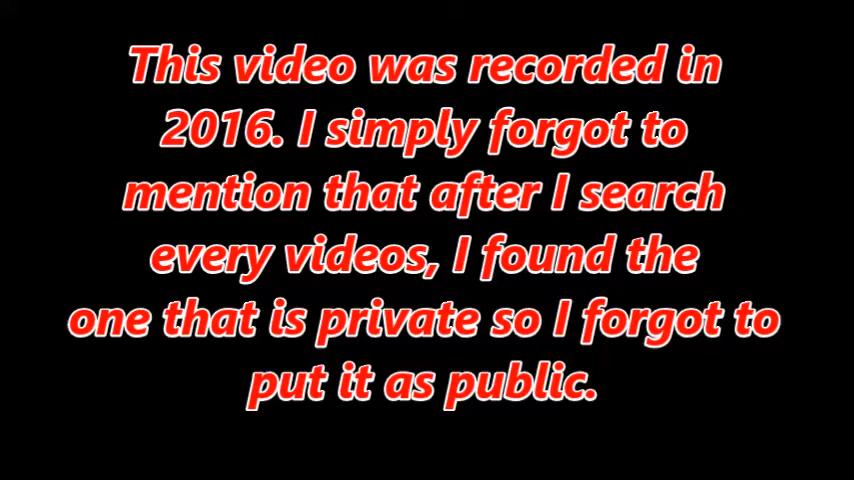 This video was recorded in
2016. I simply forgot to
mention that after I search
every videos, I found the
one that is private so I forgot to
put it as public.